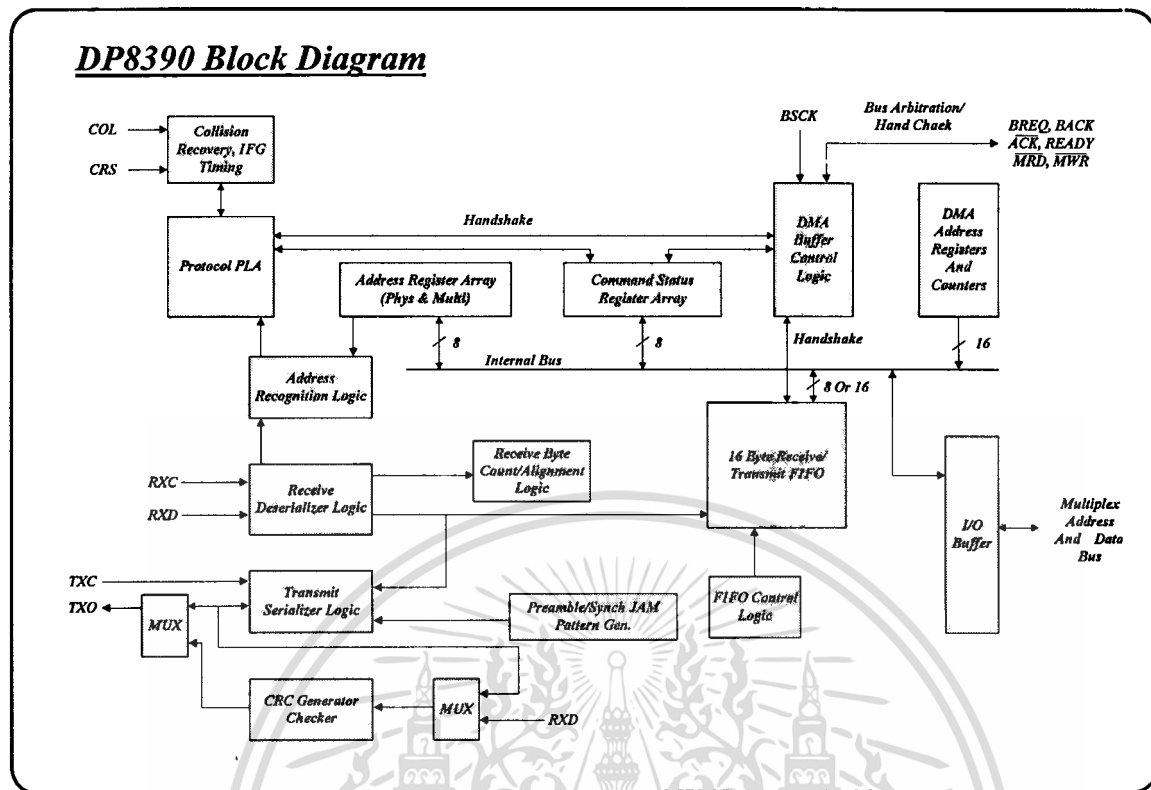 DP8390 Block Diagram
COL
CRS
Collision
Recovery, IFG
Timing
BSCK
Bus Arbitration/
Hand Chaek
BREQ, BACK
ACK, READY
MRD, MWR
Protocol PLA
Handshake
Address Register Array
(Phys & Multi)
Command Status
Register Array
DMA
Buffer
Control
Logic
DMA
Address
Registers
And
Counters
8
8
Handshake
16
Internal Bus
8 Or 16
Address
Recognition Logic
RXC
RXD
Receive
Deserializer Logic
Receive Byte
Count/Alignment
Logic
16 Byte Receive/
Transmit FIFO
I/O
Buffer
Multiplex
Address
And Data
Bus
TXC
TXO
MUX
Transmit
Serializer Logic
Preamble/Synch JAM
Pattern Gen.
FIFO Control
Logic
CRC Generator
Checker
MUX
RXD